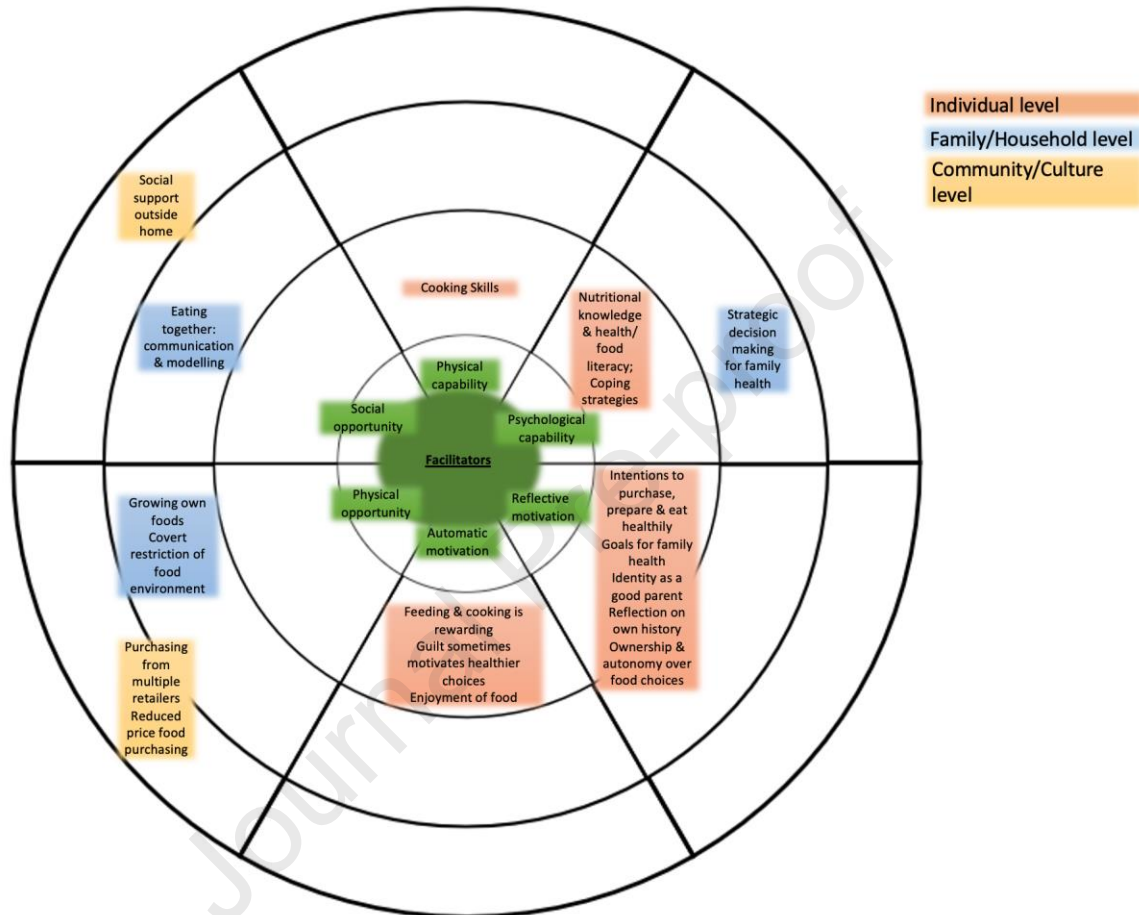 Individual level
Family/Household level
Community/Culture
level
Social
support
outside
home
Eating
together:
communication
& modelling
Cooking Skills
Nutritional
knowledge
& health/
food
literacy;
Coping
strategies
Strategic
decision
making
for family
health
Physical
capability
Social
opportunity
Psychological
capability
Facilitators
Physical
opportunity
Reflective
motivation
Automatic
motivation
Growing own
foods
Covert
restriction of
food
environment
Purchasing
from
multiple
retailers
Reduced
price food
purchasing
Feeding & cooking is
rewarding
Guilt sometimes
motivates healthier
choices
Enjoyment of food
Intentions to
purchase,
prepare & eat
healthily
Goals for family
health
Identity as a
good parent
Reflection on
own history
Ownership &
autonomy over
food choices
Journal Pre-proof